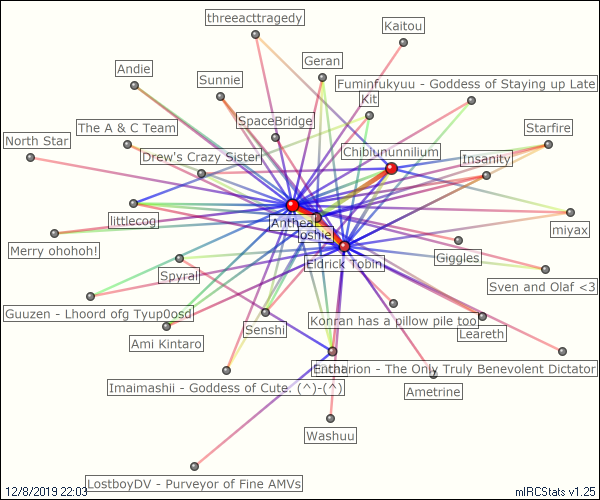 threeacttragedy
Kaitou
Geran
Andie
Sunnie
Fuminfukyuu - Goddess of Staying up Late
Kit
SpaceBridge
The A & C Team
Starfire
North Star
Chibiununnilium
Drew's Crazy Sister
Insanity
littlecog
Anthea
miyax
Joshie
Merry ohohoh!
Giggles
Eldrick Tobin
Spyral
Sven and Olaf <3
Guuzen - Lhoord ofg Tyup0osd
Konran has a pillow pile too
Senshi
Leareth
Ami Kintaro
Entharion - The Only Truly Benevolent Dictator
Imaimashii - Goddess of Cute. (^)-(^)
Ametrine
Washuu
LostboyDV - Purveyor of Fine AMVs
12/8/2019 22:03
mIRCStats v1.25